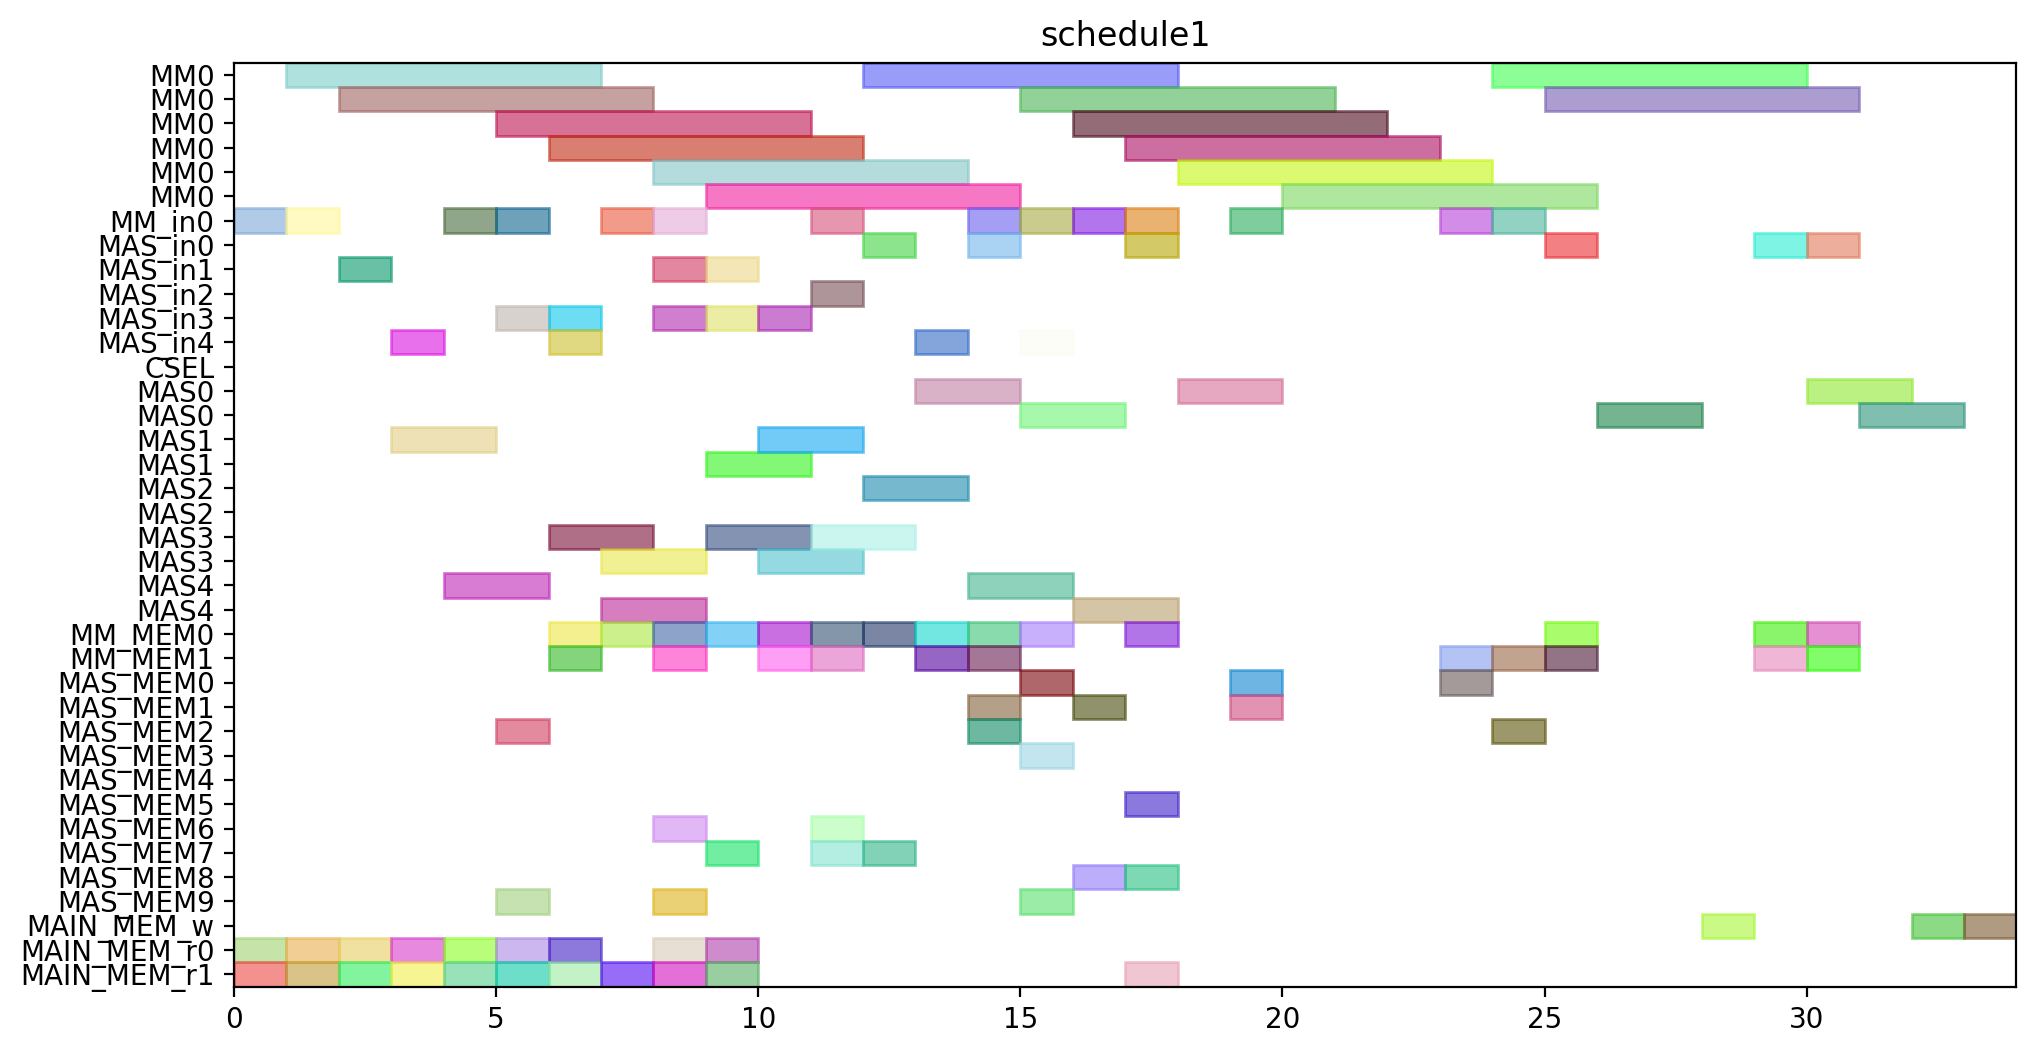 schedule1
MM0
MM0
MM0
MM0
MM0
MM0
MM_in0
MAS_in0
MAS_in1
MAS_in2
MAS_in3
MAS_in4
CSEL
MAS0
MAS0
MAS1
MAS1
MAS2
MAS2
MAS3
MAS3
MAS4
MAS4
MM_MEM0
MM_MEM1
MAS_MEM0
MAS_MEM1
MAS_MEM2
MAS_MEM3
MAS_MEM4
MAS_MEM5
MAS_MEM6
MAS_MEM7
MAS_MEM8
MAS_MEM9
MAIN_MEM_w
MAIN_MEM_r0
MAIN_MEM_r1
0 5 10 15 20 25 30